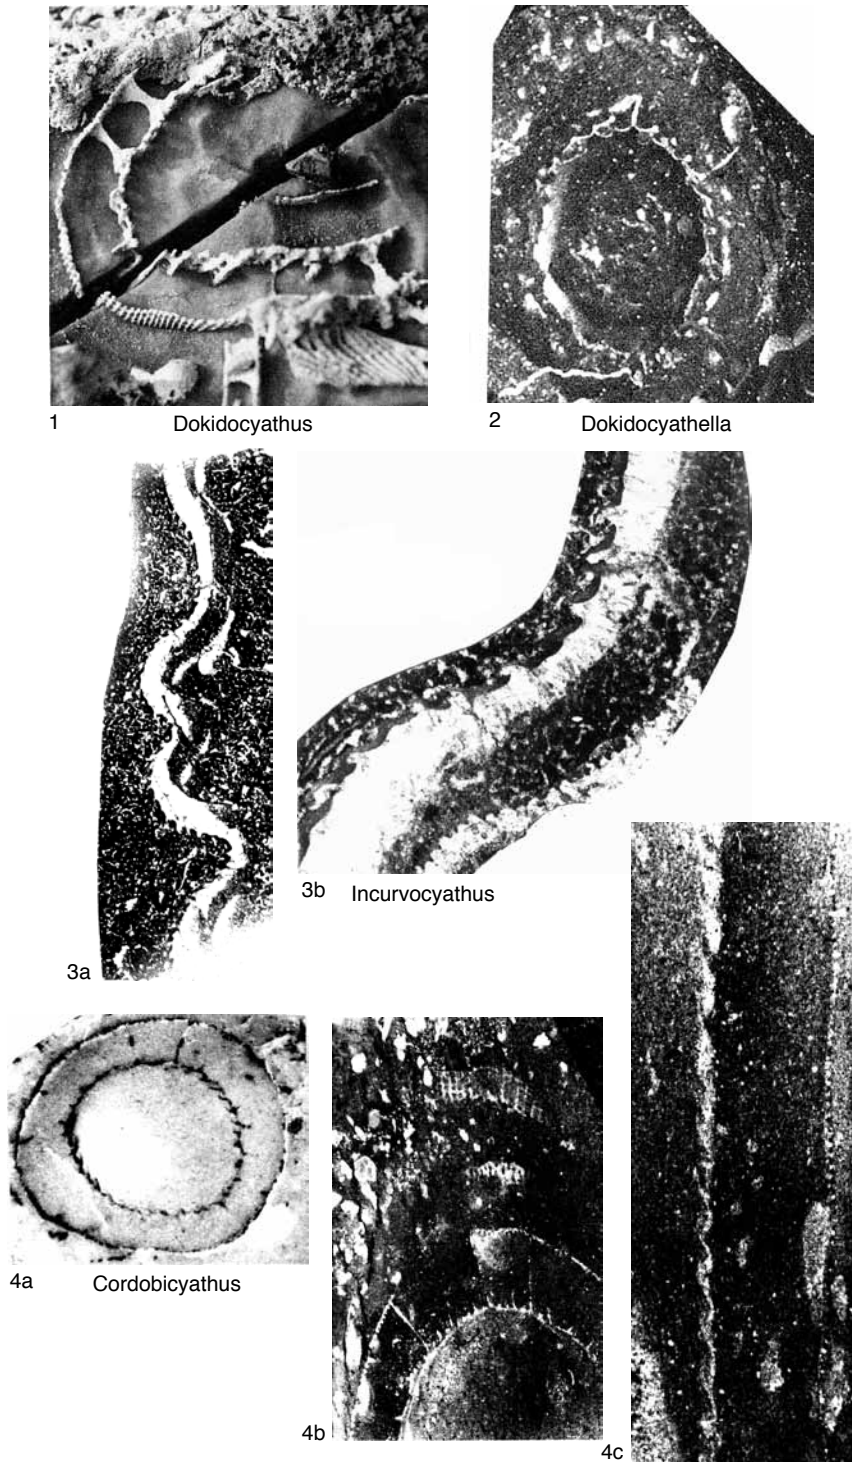 1 Dokidocyathus
2 Dokidocyathella
3a
3b Incurvocyathus
4a Cordobicyathus
4b
4c